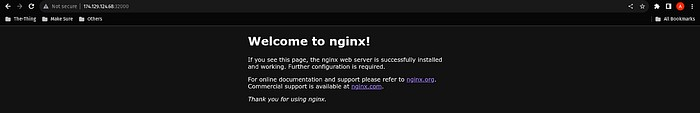 Not secure | 174.129.124.68:32000
The-Thing Make Sure Others All Bookmarks
Welcome to nginx!
If you see this page, the nginx web server is successfully installed
and working. Further configuration is required.
For online documentation and support please refer to nginx.org.
Commercial support is available at nginx.com.
Thank you for using nginx.